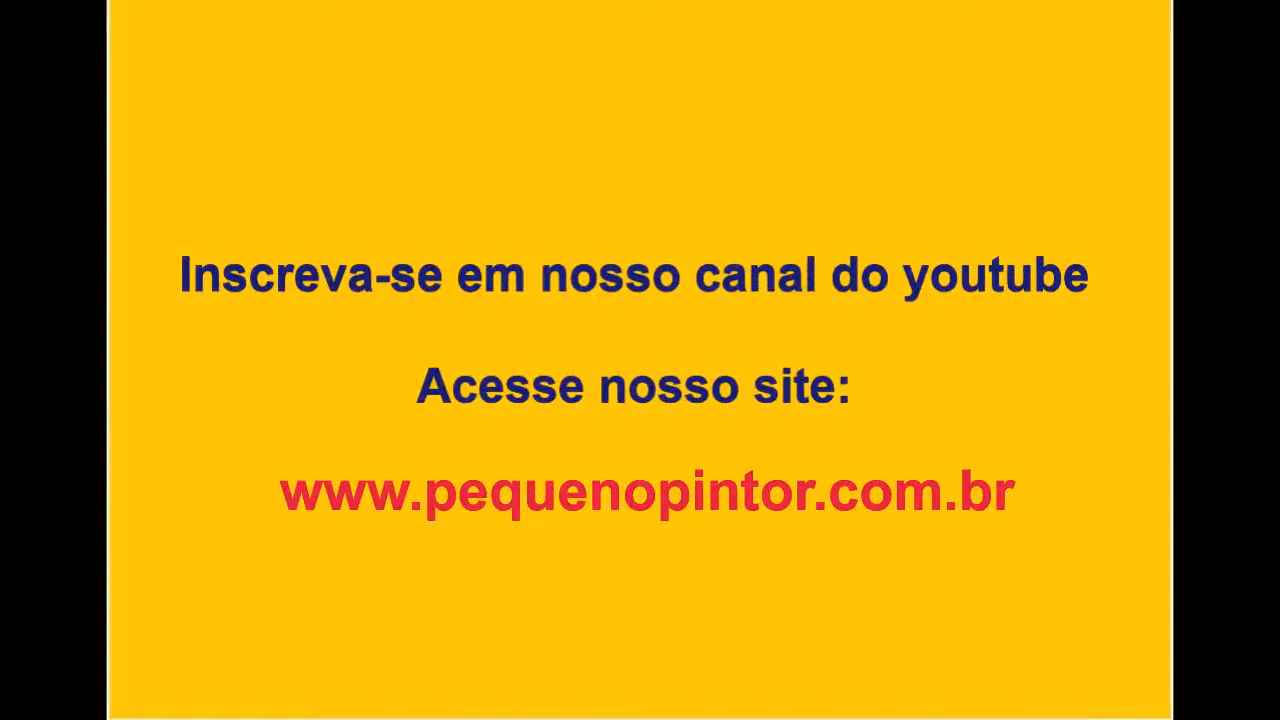 Inscreva-se em nosso canal do youtube
Acesse nosso site:
www.pequenopintor.com.br